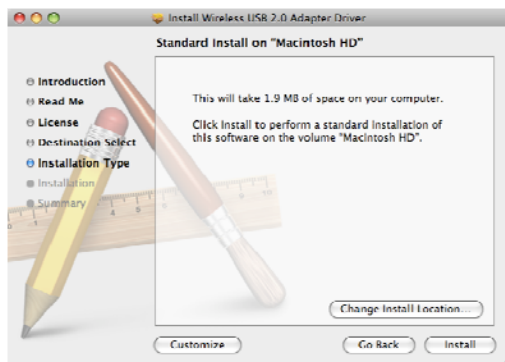 Install Wireless USB 2.0 Adapter Driver
Standard Install on "Macintosh HD"
Introduction
Read Me
License
Destination Select
Installation Type
Installation
Summary
This will take 1.9 MB of space on your computer.
Click Install to perform a standard installation of
this software on the volume "Macintosh HD".
Change Install Location...
Customize
Go Back
Install